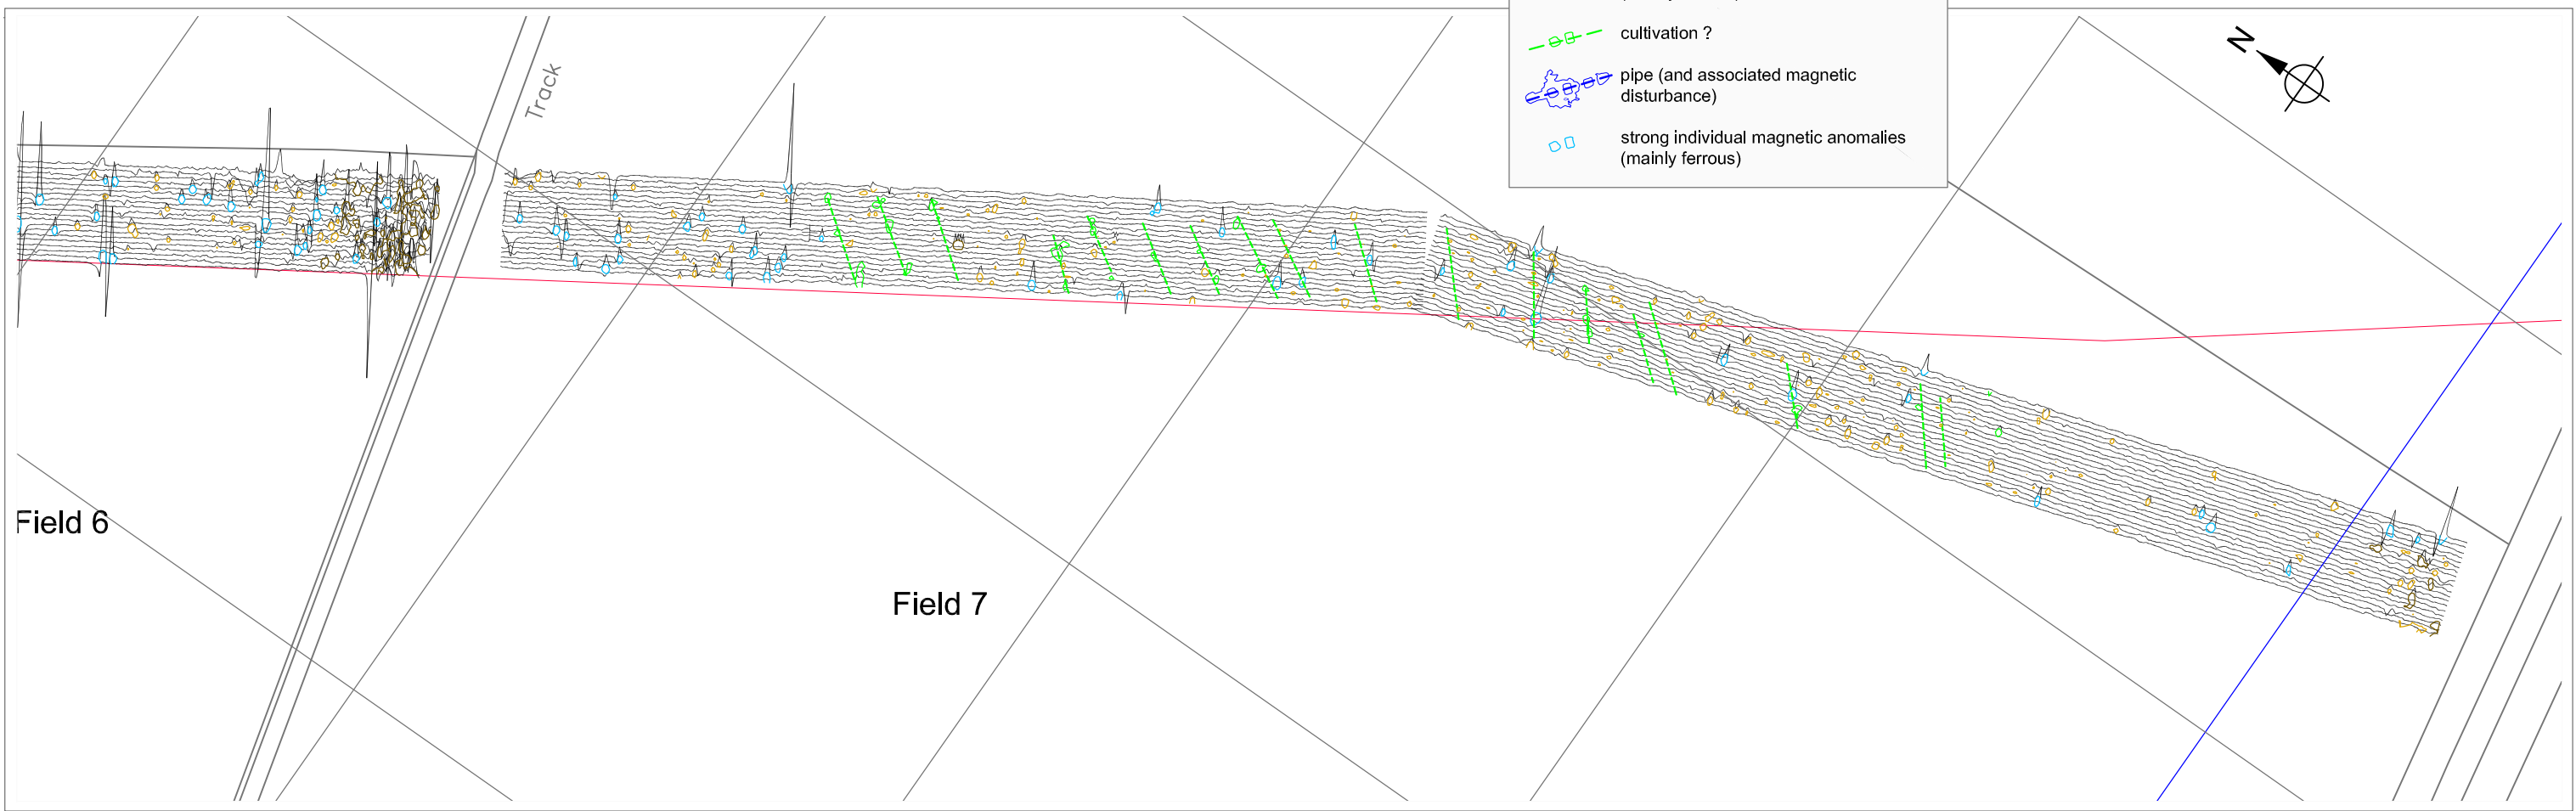 cultivation ?
pipe (and associated magnetic
disturbance)
strong individual magnetic anomalies
(mainly ferrous)
N
Track
Field 6
Field 7